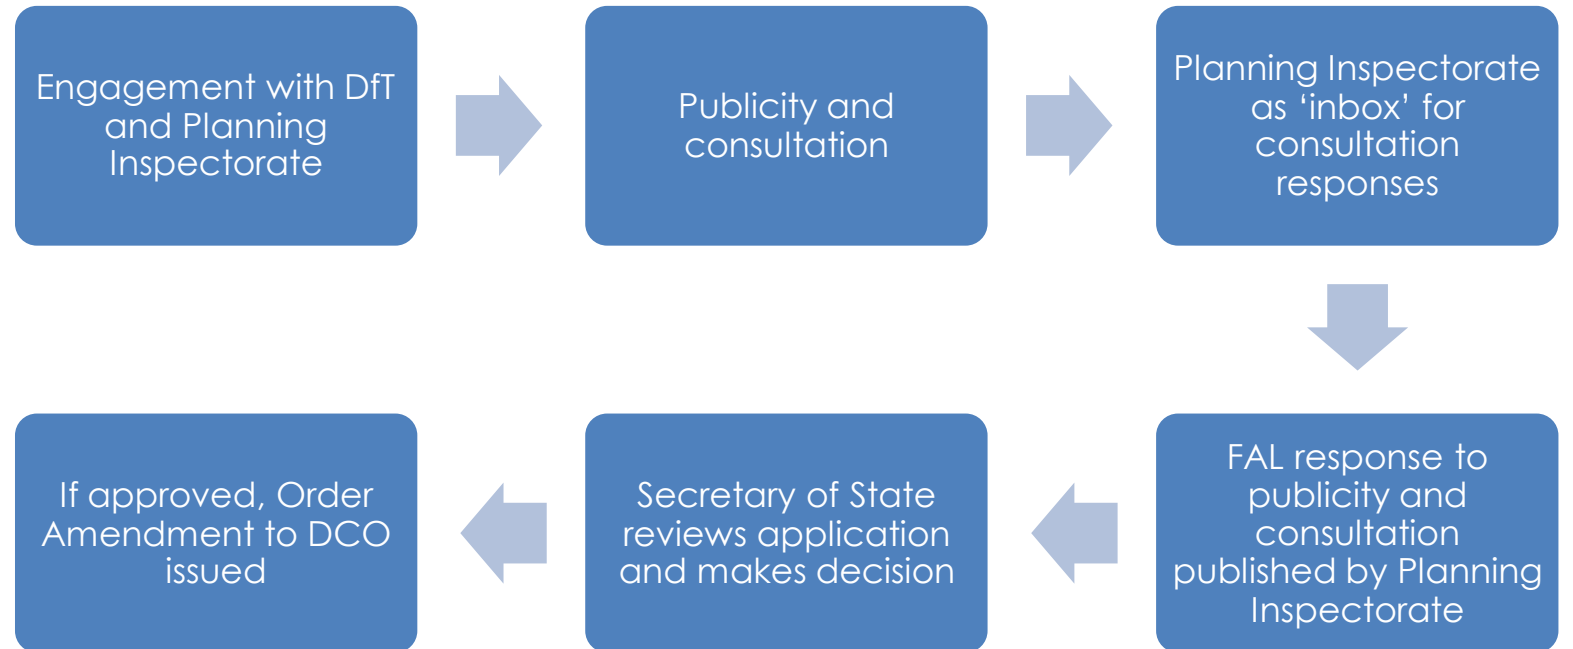 Engagement with DfT
and Planning
Inspectorate
Publicity and
consultation
Planning Inspectorate
as ‘inbox’ for
consultation
responses
FAL response to
publicity and
consultation
published by Planning
Inspectorate
Secretary of State
reviews application
and makes decision
If approved, Order
Amendment to DCO
issued